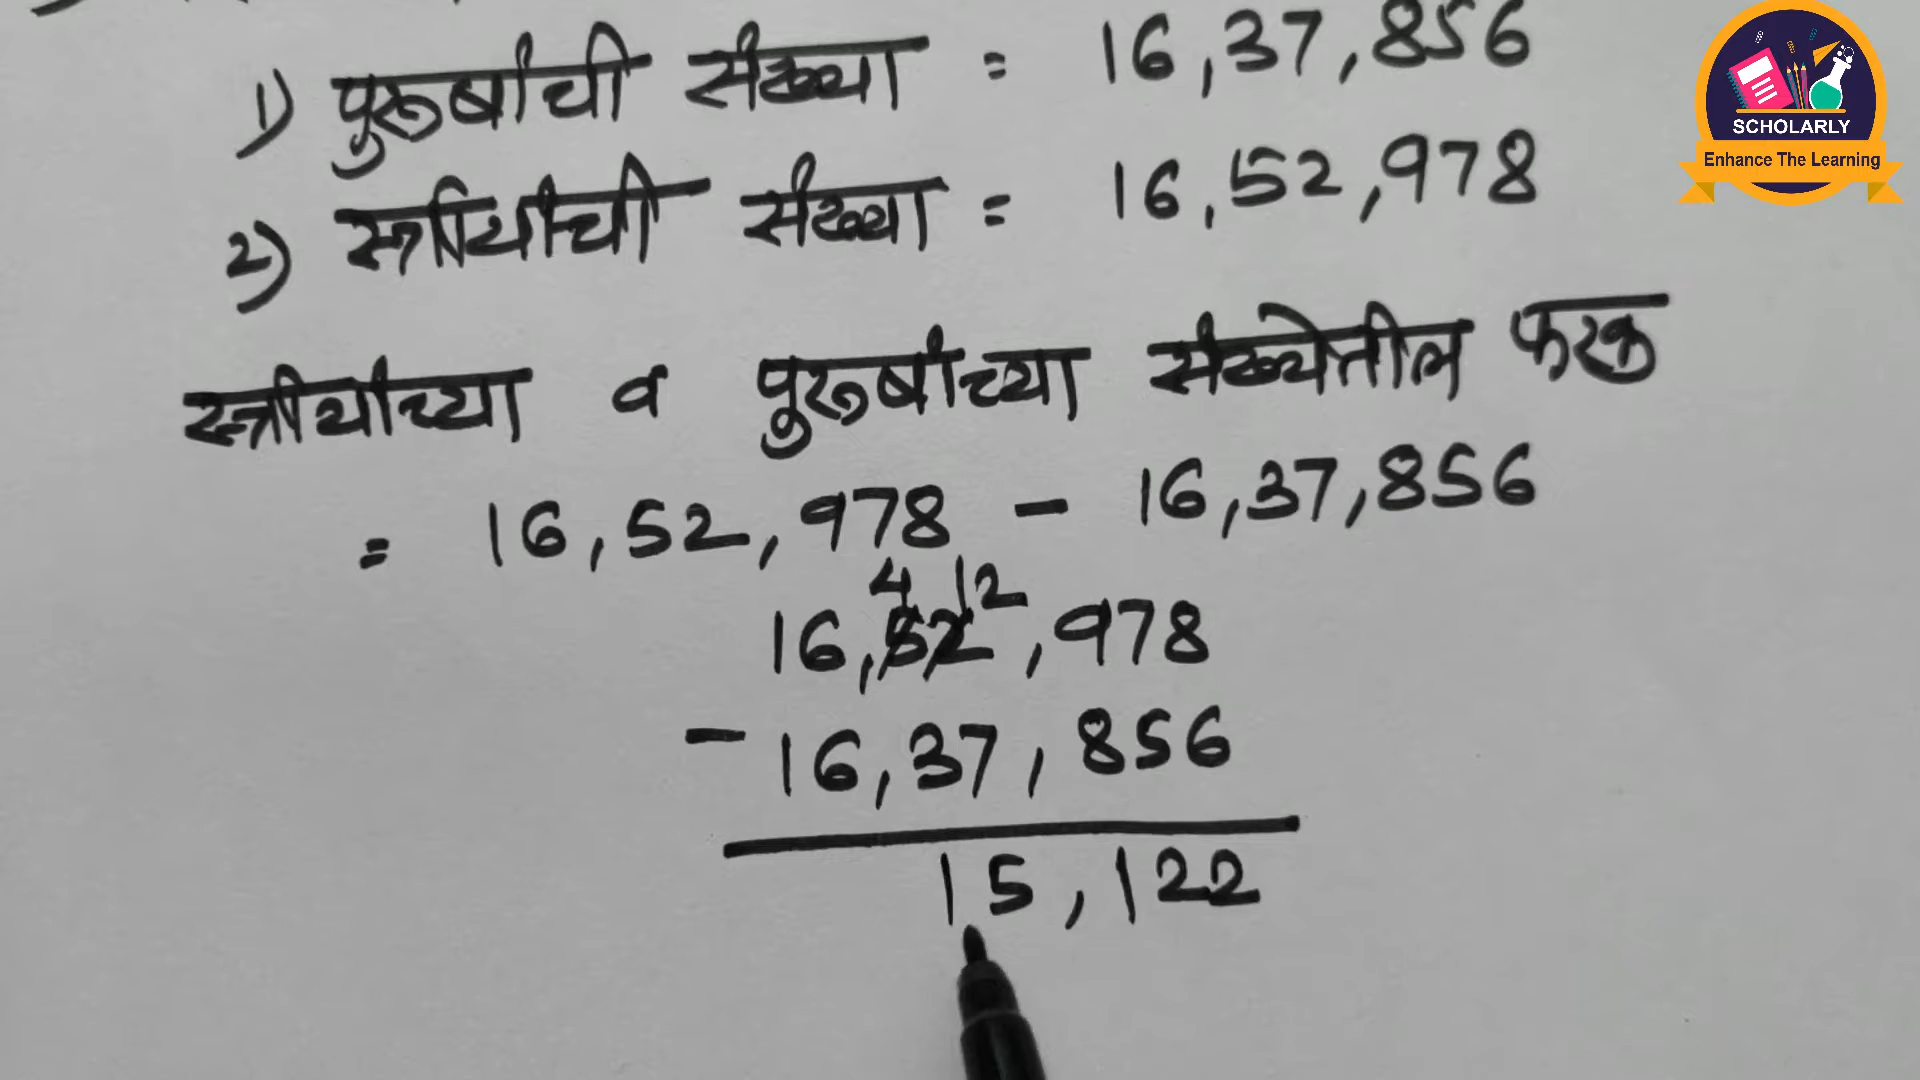 1) पुरूषांची संख्या = 16,37,856
2) स्त्रीयांची संख्या = 16,52,978
स्त्रीयांच्या व पुरूषांच्या संख्येतील फरक
= 16,52,978 - 16,37,856
4 12
16,52,978
- 16,37,856
15,122
SCHOLARLY
Enhance The Learning